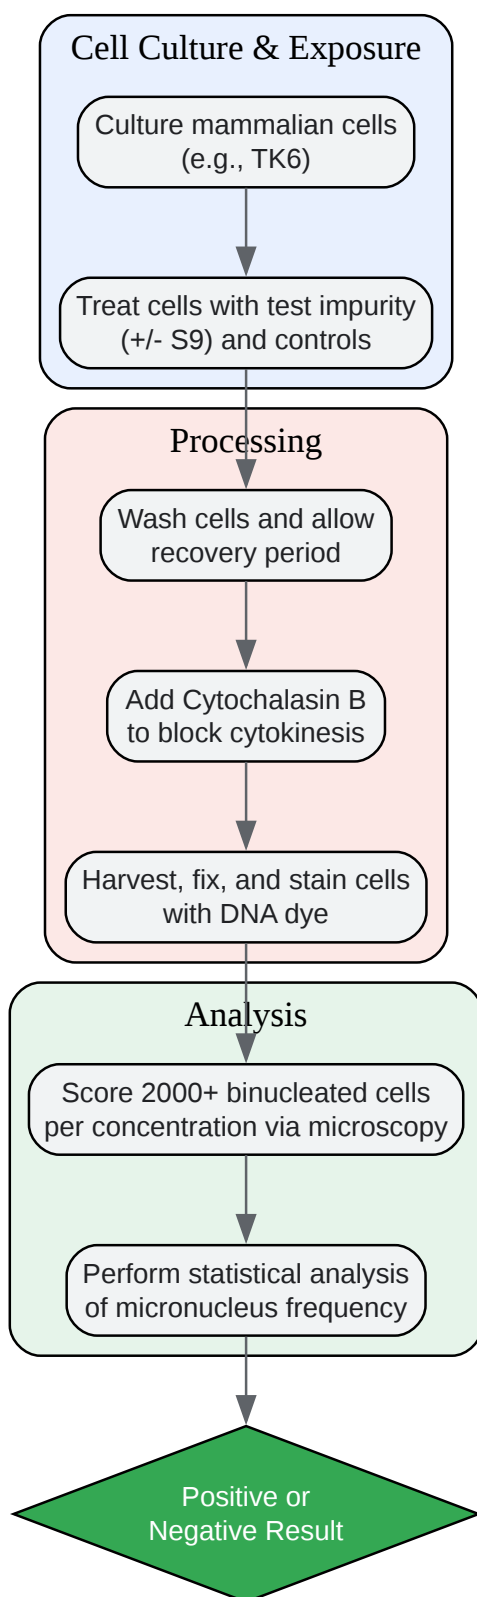 Cell Culture & Exposure
Culture mammalian cells
(e.g., TK6)
Treat cells with test impurity
(+/- S9) and controls
Processing
Wash cells and allow
recovery period
Add Cytochalasin B
to block cytokinesis
Harvest, fix, and stain cells
with DNA dye
Analysis
Score 2000+ binucleated cells
per concentration via microscopy
Perform statistical analysis
of micronucleus frequency
Positive or
Negative Result